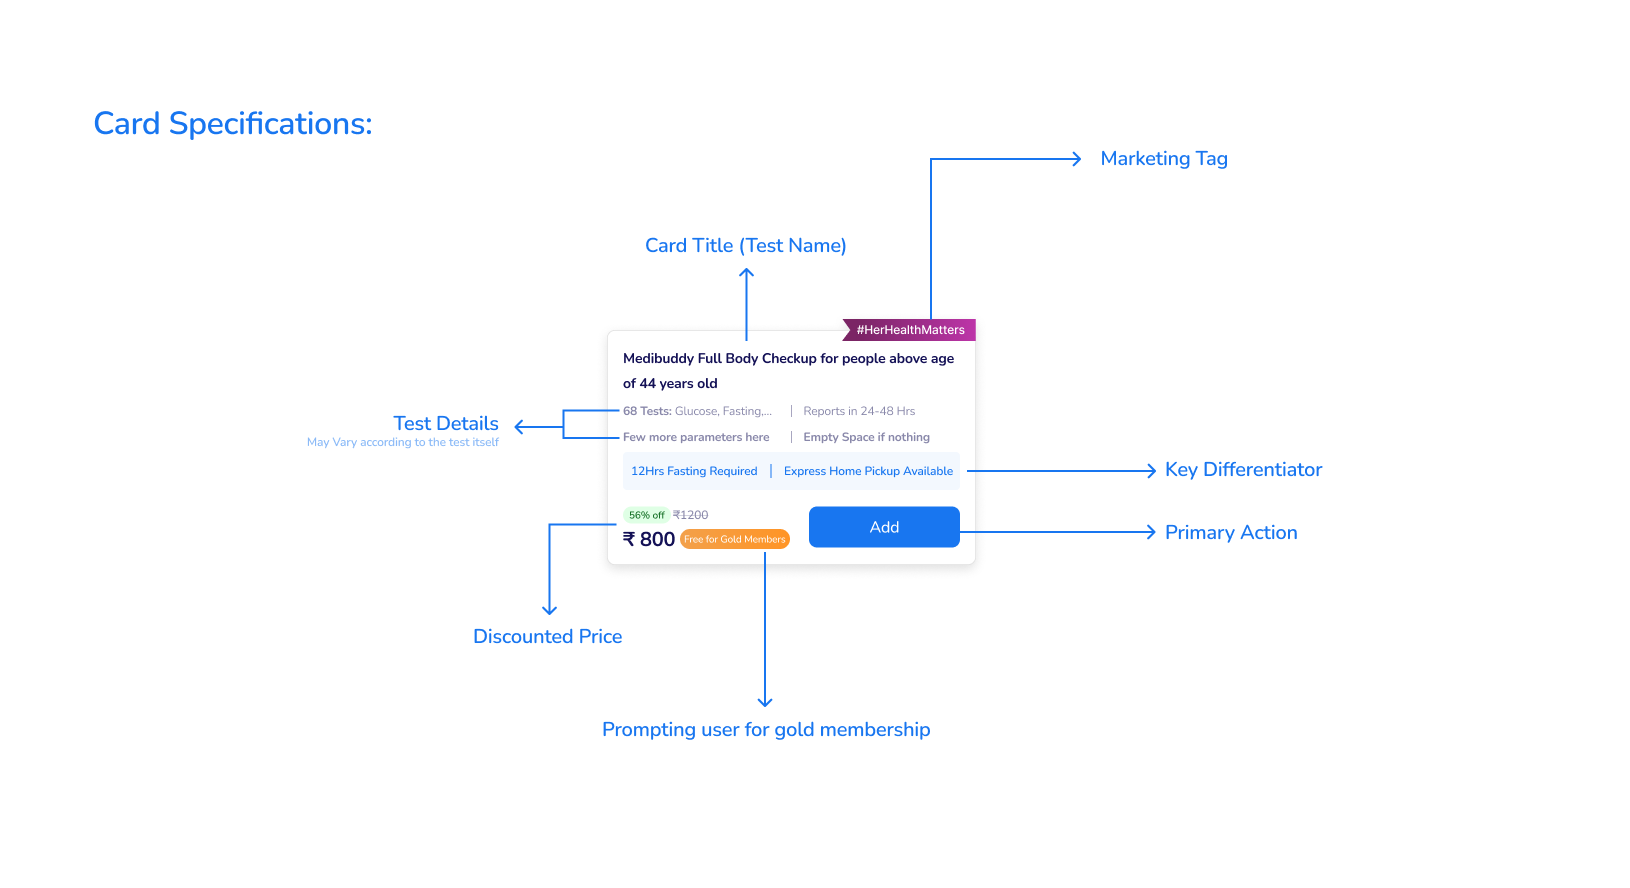 Card Specifications:
Marketing Tag
Card Title (Test Name)
#HerHealthMatters
Medibuddy Full Body Checkup for people above age
of 44 years old
68 Tests: Glucose, Fasting,... | Reports in 24-48 Hrs
Few more parameters here | Empty Space if nothing
Test Details
May Vary according to the test itself
12Hrs Fasting Required | Express Home Pickup Available
Key Differentiator
56% off ₹1200
₹ 800 Free for Gold Members
Add
Primary Action
Discounted Price
Prompting user for gold membership